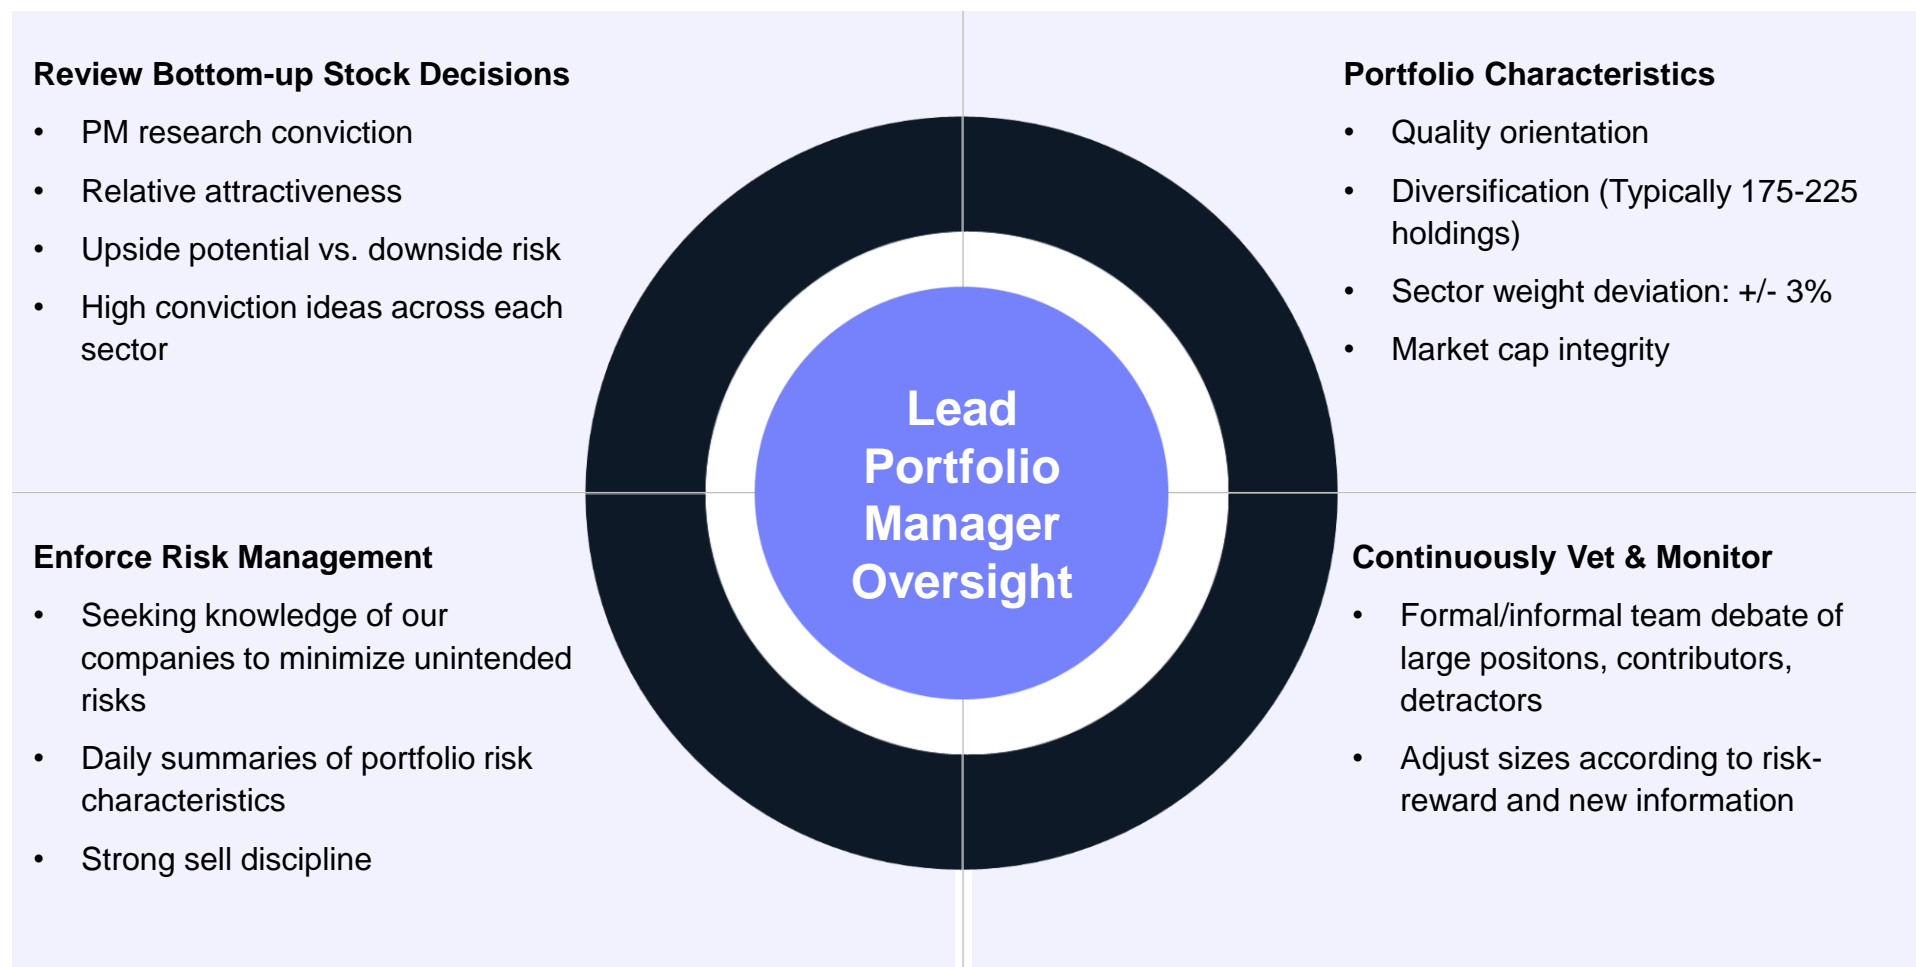 Review Bottom-up Stock Decisions
• PM research conviction
• Relative attractiveness
• Upside potential vs. downside risk
• High conviction ideas across each
sector
Portfolio Characteristics
• Quality orientation
• Diversification (Typically 175-225
holdings)
• Sector weight deviation: +/- 3%
• Market cap integrity
Lead
Portfolio
Manager
Oversight
Enforce Risk Management
• Seeking knowledge of our
companies to minimize unintended
risks
• Daily summaries of portfolio risk
characteristics
• Strong sell discipline
Continuously Vet & Monitor
• Formal/informal team debate of
large positons, contributors,
detractors
• Adjust sizes according to risk-
reward and new information